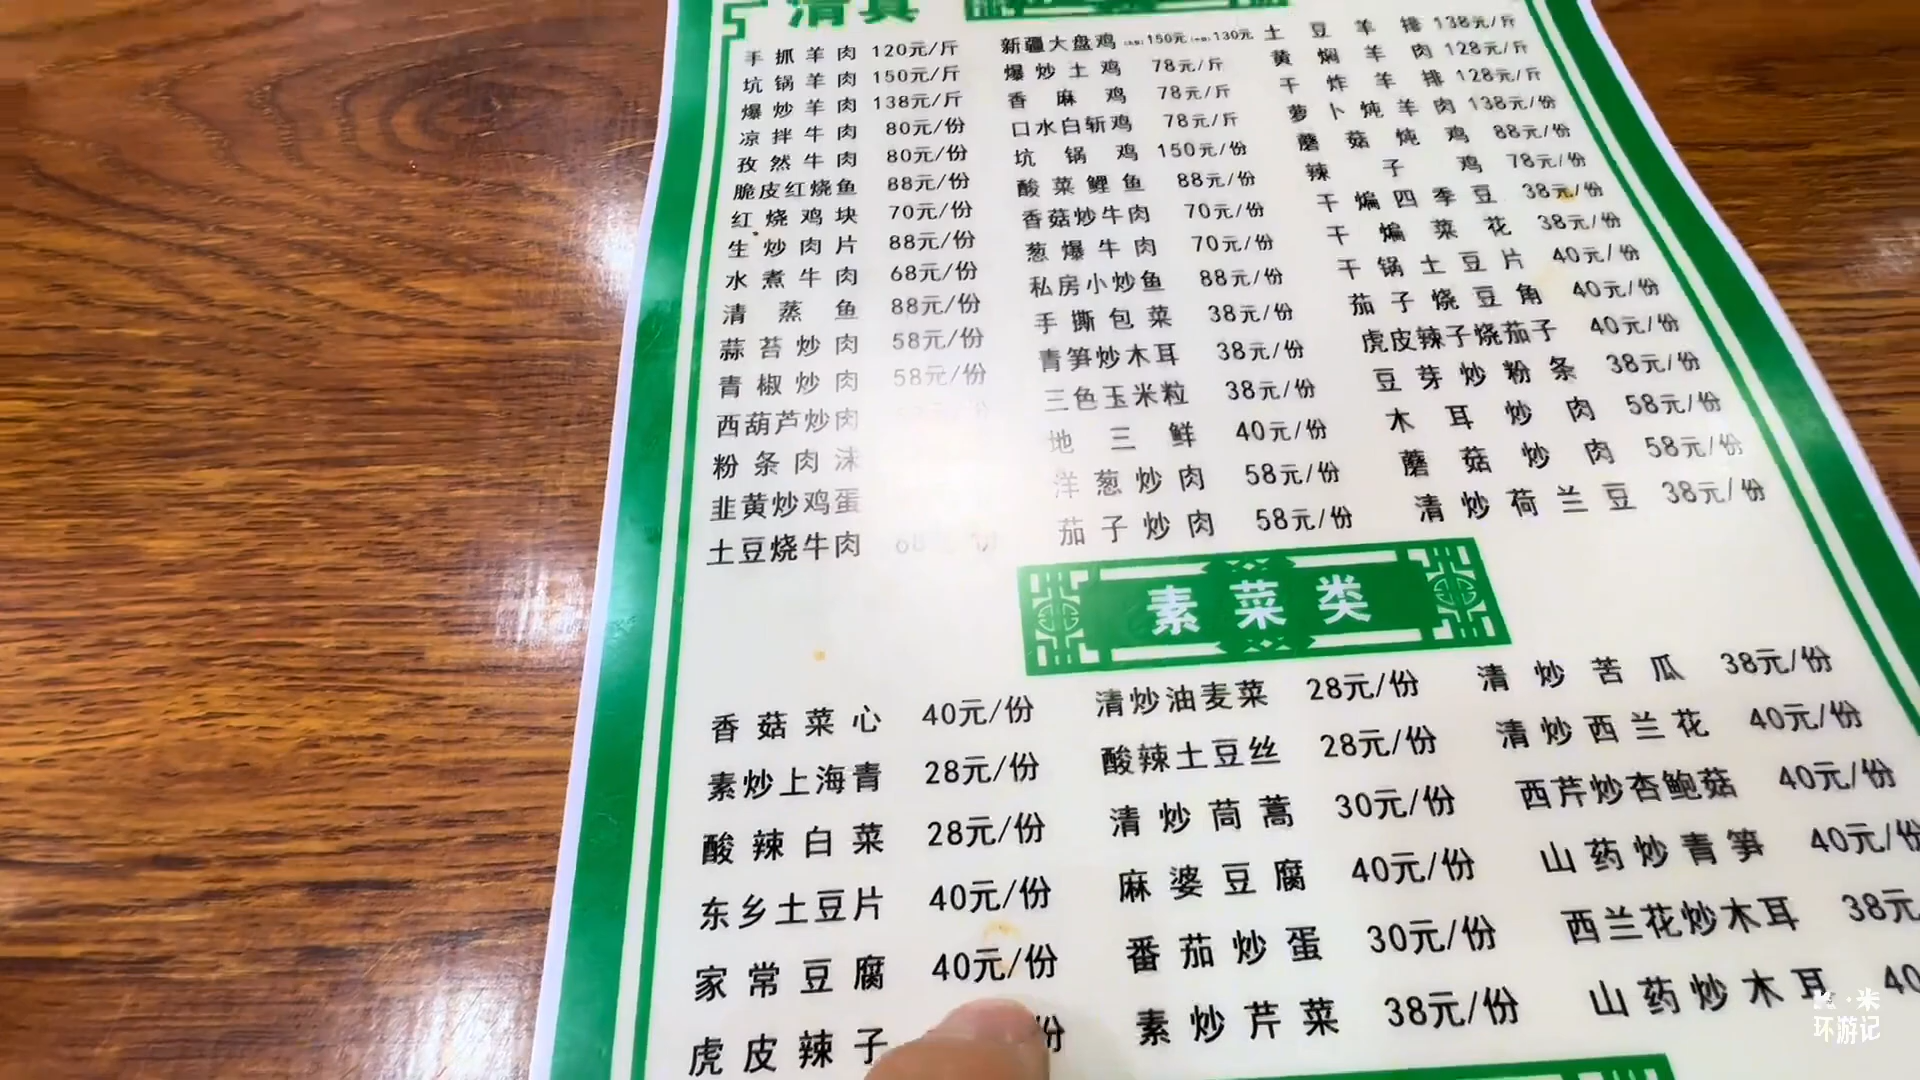 清真
手抓羊肉 120元/斤
坑锅羊肉 150元/斤
爆炒羊肉 138元/斤
凉拌牛肉 80元/份
孜然牛肉 80元/份
脆皮红烧鱼 88元/份
红烧鸡块 70元/份
生炒肉片 88元/份
水煮牛肉 68元/份
清蒸鱼 88元/份
蒜苔炒肉 58元/份
青椒炒肉 58元/份
西葫芦炒肉
粉条肉沫
韭黄炒鸡蛋
土豆烧牛肉 68元/份
新疆大盘鸡 150元 130元
爆炒土鸡 78元/斤
香麻鸡 78元/斤
口水白斩鸡 78元/斤
坑锅鸡 150元/份
酸菜鲤鱼 88元/份
香菇炒牛肉 70元/份
葱爆牛肉 70元/份
私房小炒鱼 88元/份
手撕包菜 38元/份
青笋炒木耳 38元/份
三色玉米粒 38元/份
地三鲜 40元/份
洋葱炒肉 58元/份
茄子炒肉 58元/份
土豆羊排 138元/斤
黄焖羊肉 128元/斤
干炸羊排 128元/斤
萝卜炖羊肉 138元/份
蘑菇炖鸡 88元/份
辣子鸡 78元/份
干煸四季豆 38元/份
干煸菜花 38元/份
干锅土豆片 40元/份
茄子烧豆角 40元/份
虎皮辣子烧茄子 40元/份
豆芽炒粉条 38元/份
木耳炒肉 58元/份
蘑菇炒肉 58元/份
清炒荷兰豆 38元/份
素菜类
香菇菜心 40元/份
素炒上海青 28元/份
酸辣白菜 28元/份
东乡土豆片 40元/份
家常豆腐 40元/份
虎皮辣子 份
清炒油麦菜 28元/份
酸辣土豆丝 28元/份
清炒茼蒿 30元/份
麻婆豆腐 40元/份
番茄炒蛋 30元/份
素炒芹菜 38元/份
清炒苦瓜 38元/份
清炒西兰花 40元/份
西芹炒杏鲍菇 40元/份
山药炒青笋 40元/份
西兰花炒木耳 38元
山药炒木耳 40
环游记